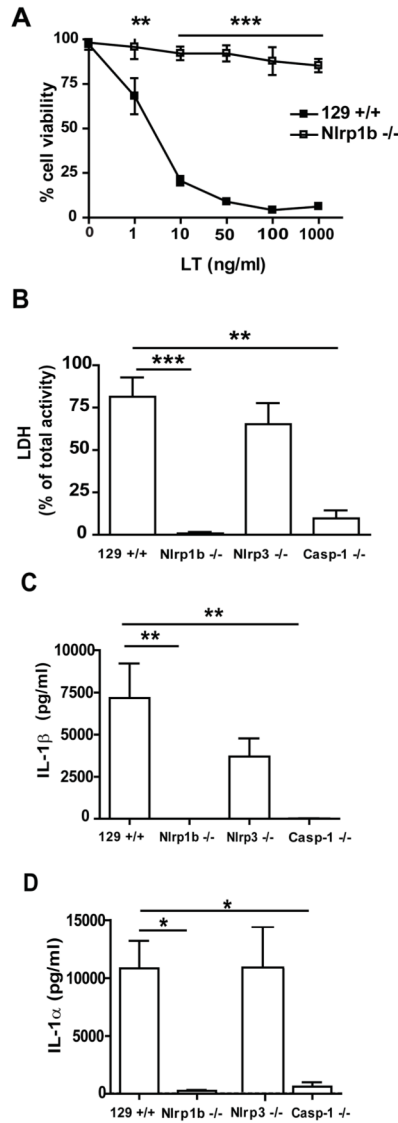 A
** ***
100
75
50
25
0
% cell viability
129 +/+
Nlrp1b -/-
0 1 10 50 100 1000
LT (ng/ml)
B
**
***
100
75
50
25
0
LDH
(% of total activity)
129 +/+ Nlrp1b -/- Nlrp3 -/- Casp-1 -/-
C
**
**
10000
7500
5000
2500
0
IL-1β (pg/ml)
129 +/+ Nlrp1b -/- Nlrp3 -/- Casp-1 -/-
D
*
*
15000
10000
5000
0
IL-1α (pg/ml)
129 +/+ Nlrp1b -/- Nlrp3 -/- Casp-1 -/-